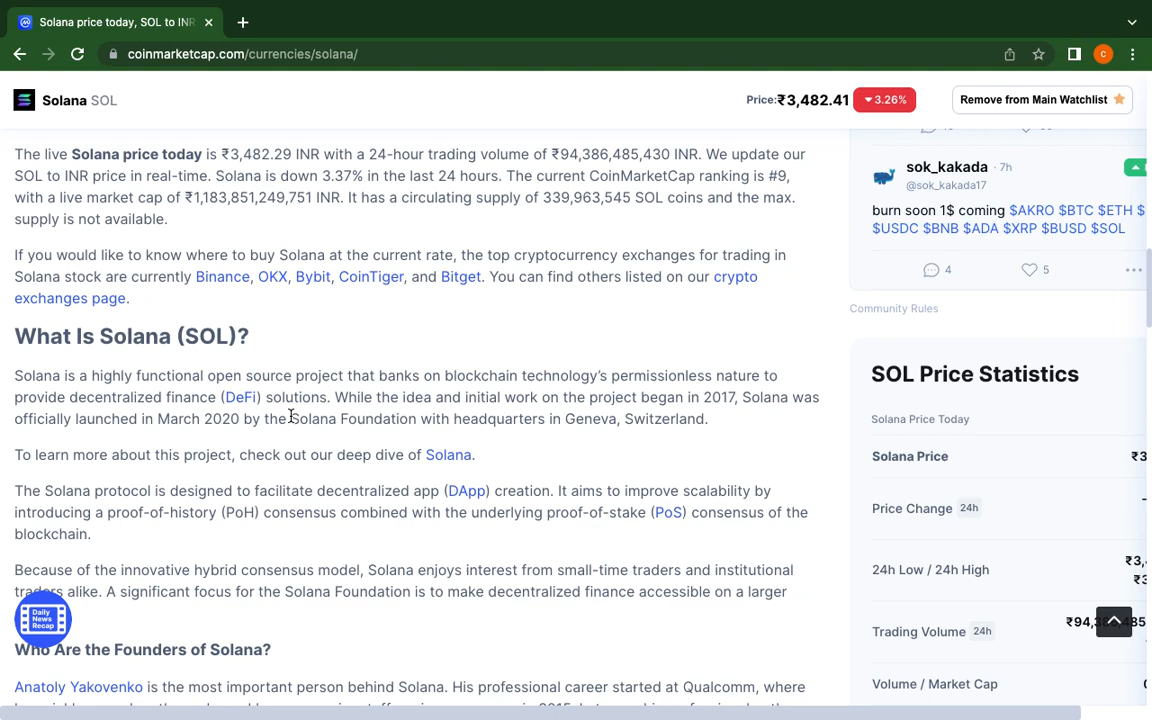 Solana price today, SOL to INR
coinmarketcap.com/currencies/solana/
C
Solana SOL
Price:₹3,482.41
3.26%
Remove from Main Watchlist
The live Solana price today is ₹3,482.29 INR with a 24-hour trading volume of ₹94,386,485,430 INR. We update our
SOL to INR price in real-time. Solana is down 3.37% in the last 24 hours. The current CoinMarketCap ranking is #9,
with a live market cap of ₹1,183,851,249,751 INR. It has a circulating supply of 339,963,545 SOL coins and the max.
supply is not available.
If you would like to know where to buy Solana at the current rate, the top cryptocurrency exchanges for trading in
Solana stock are currently Binance, OKX, Bybit, CoinTiger, and Bitget. You can find others listed on our crypto
exchanges page.
What Is Solana (SOL)?
Solana is a highly functional open source project that banks on blockchain technology's permissionless nature to
provide decentralized finance (DeFi) solutions. While the idea and initial work on the project began in 2017, Solana was
officially launched in March 2020 by the Solana Foundation with headquarters in Geneva, Switzerland.
To learn more about this project, check out our deep dive of Solana.
The Solana protocol is designed to facilitate decentralized app (DApp) creation. It aims to improve scalability by
introducing a proof-of-history (PoH) consensus combined with the underlying proof-of-stake (PoS) consensus of the
blockchain.
Because of the innovative hybrid consensus model, Solana enjoys interest from small-time traders and institutional
traders alike. A significant focus for the Solana Foundation is to make decentralized finance accessible on a larger
Daily
News
Recap
Who Are the Founders of Solana?
Anatoly Yakovenko is the most important person behind Solana. His professional career started at Qualcomm, where
sok_kakada · 7h
@sok_kakada17
burn soon 1$ coming $AKRO $BTC $ETH $
$USDC $BNB $ADA $XRP $BUSD $SOL
4
5
Community Rules
SOL Price Statistics
Solana Price Today
Solana Price
₹3
Price Change 24h
24h Low / 24h High
₹3,
₹3
Trading Volume 24h
Volume / Market Cap